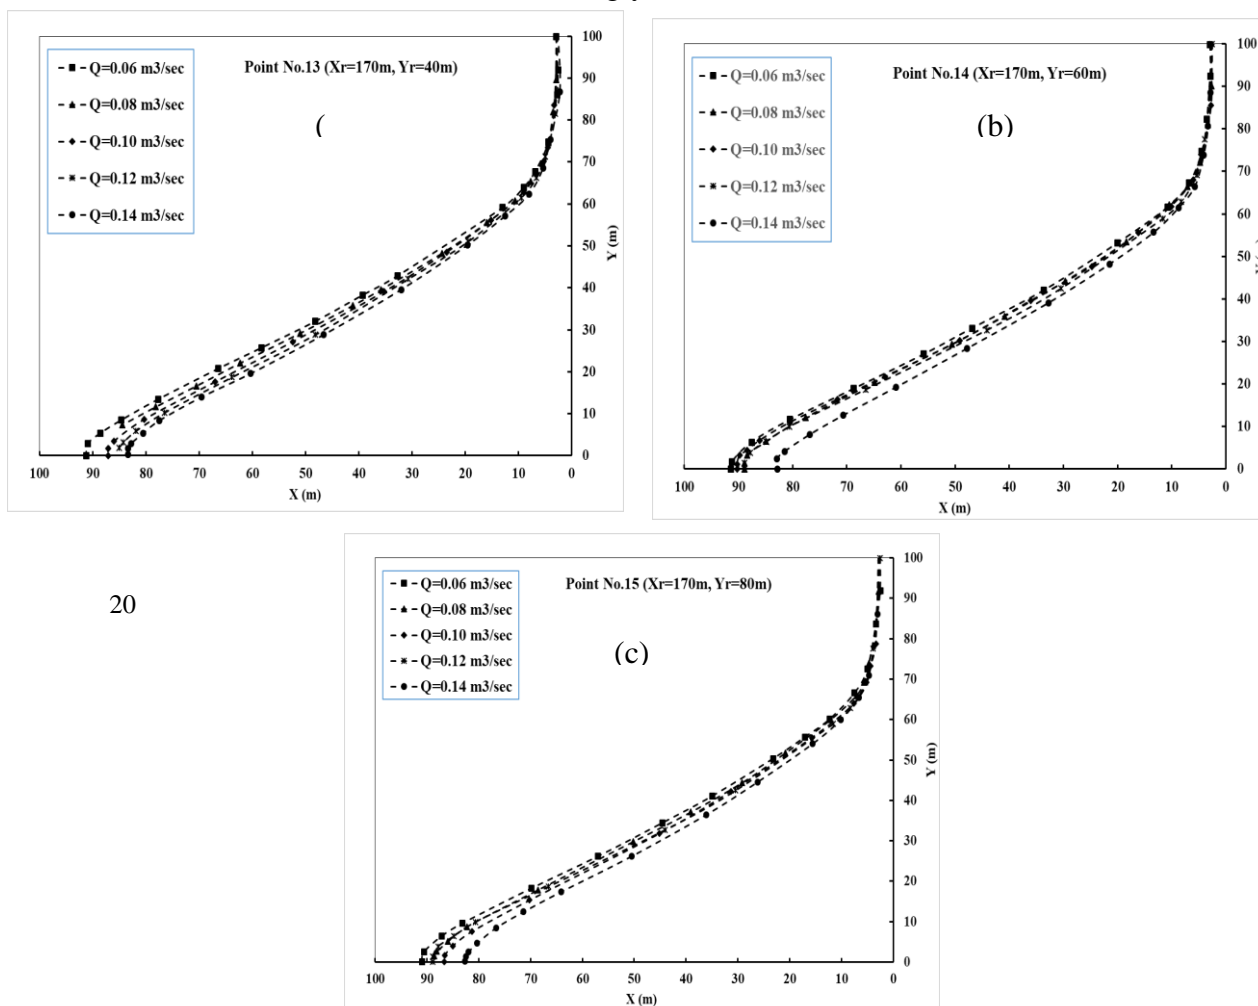 100
90
80
70
60
50
40
30
20
10
0
Y (m)
Q=0.06 m3/sec
Q=0.08 m3/sec
Q=0.10 m3/sec
Q=0.12 m3/sec
Q=0.14 m3/sec
Point No.13 (Xr=170m, Yr=40m)
(
100 90 80 70 60 50 40 30 20 10 0
X (m)
100
90
80
70
60
50
40
30
20
10
0
Q=0.06 m3/sec
Q=0.08 m3/sec
Q=0.10 m3/sec
Q=0.12 m3/sec
Q=0.14 m3/sec
Point No.14 (Xr=170m, Yr=60m)
(b)
100 90 80 70 60 50 40 30 20 10 0
X (m)
20
100
90
80
70
60
50
40
30
20
10
0
Y (m)
Q=0.06 m3/sec
Q=0.08 m3/sec
Q=0.10 m3/sec
Q=0.12 m3/sec
Q=0.14 m3/sec
Point No.15 (Xr=170m, Yr=80m)
(c)
100 90 80 70 60 50 40 30 20 10 0
X (m)